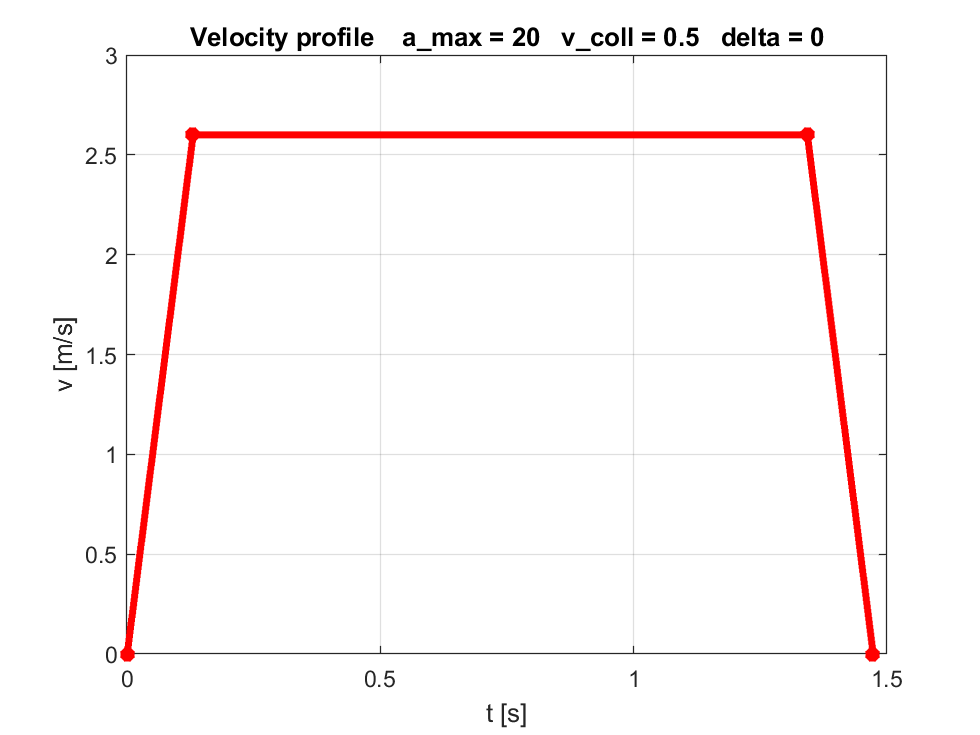 Velocity profile a_max = 20 v_coll = 0.5 delta = 0
3
2.5
2
1.5
1
0.5
0
v [m/s]
0 0.5 1 1.5
t [s]